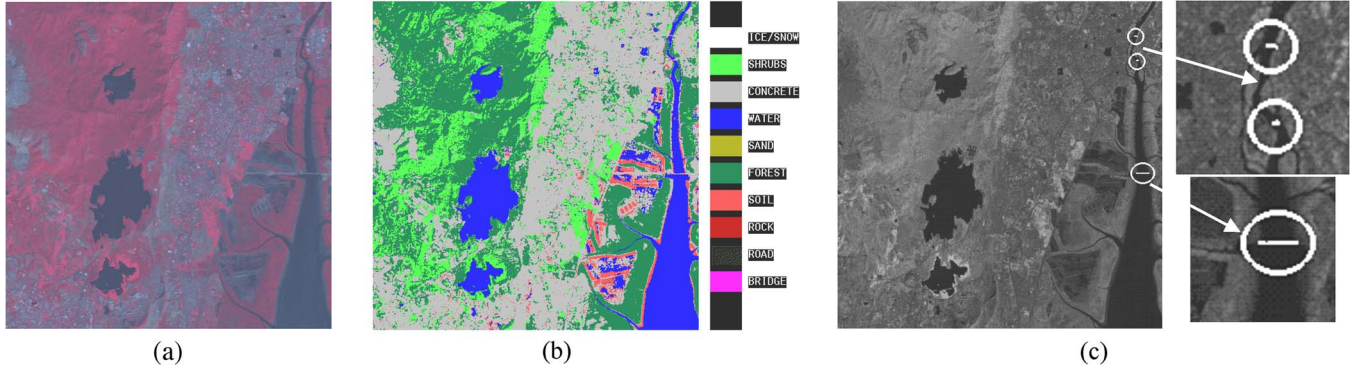 ICE/SNOW
SHRUBS
CONCRETE
WATER
SAND
FOREST
SOIL
ROCK
ROAD
BRIDGE
(a)
(b)
(c)